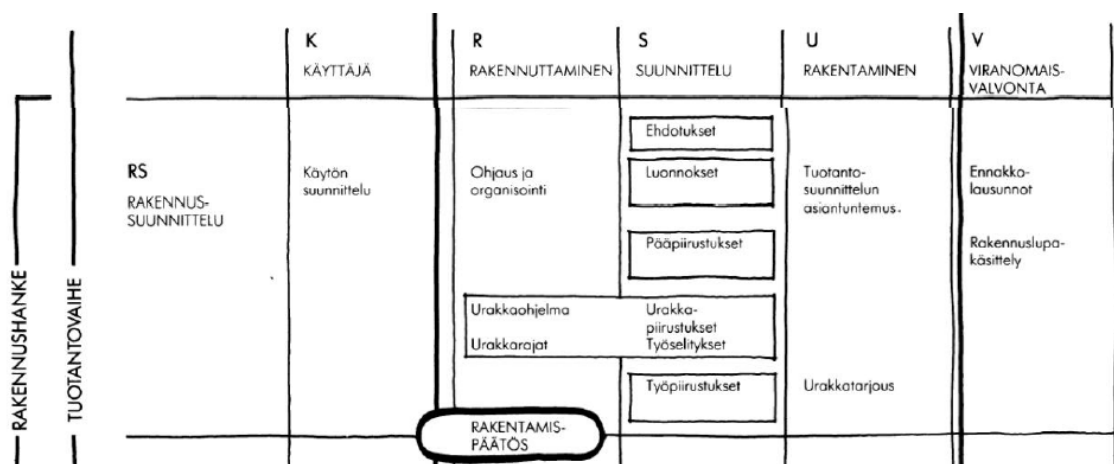 K
KÄYTTÄJÄ
R
RAKENNUTTAMINEN
S
SUUNNITTELU
U
RAKENTAMINEN
V
VIRANOMAIS-
VALVONTA
RAKENNUSHANKE
TUOTANTOVAIHE
RS
RAKENNUS-
SUUNNITTELU
Käytön
suunnittelu
Ohjaus ja
organisointi
Ehdotukset
Luonnokset
Pääpiirustukset
Tuotanto-
suunnittelun
asiantuntemus.
Ennakko-
lausunnot
Rakennuslupa-
käsittely
Urakkaohjelma
Urakkarajat
Urakka-
piirustukset
Työselitykset
Työpiirustukset
Urakkatarjous
RAKENTAMIS-
PÄÄTÖS